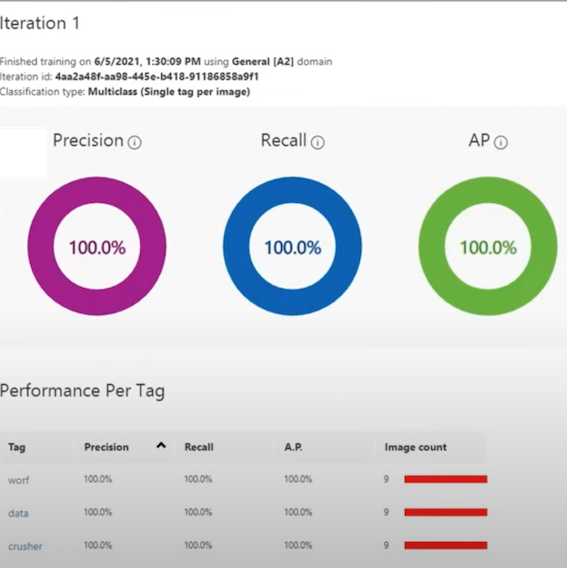 Iteration 1
Finished training on 6/5/2021, 1:30:09 PM using General [A2] domain
Iteration id: 4aa2a48f-aa98-445e-b418-91186858a9f1
Classification type: Multiclass (Single tag per image)
Precision Recall AP
100.0% 100.0% 100.0%
Performance Per Tag
Tag Precision Recall A.P. Image count
worf 100.0% 100.0% 100.0% 9
data 100.0% 100.0% 100.0% 9
crusher 100.0% 100.0% 100.0% 9